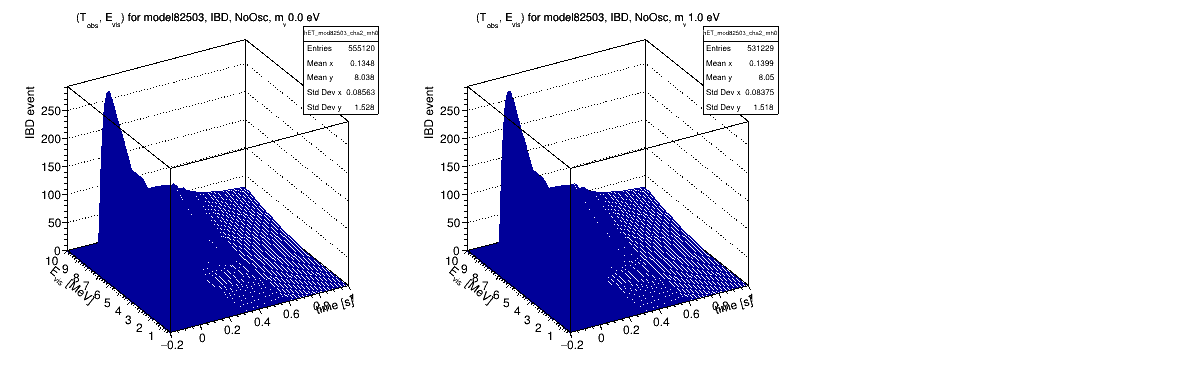 (T_obs, E_vis) for model82503, IBD, NoOsc, m_ν 0.0 eV
hET_mod82503_cha2_mh0
Entries 555120
Mean x 0.1348
Mean y 8.038
Std Dev x 0.08563
Std Dev y 1.528
IBD event
250
200
150
100
50
0
10
9
8
7
6
5
4
3
2
1
E_vis [MeV]
−0.2
0
0.2
0.4
0.6
0.8
1
time [s]
(T_obs, E_vis) for model82503, IBD, NoOsc, m_ν 1.0 eV
hET_mod82503_cha2_mh0
Entries 531229
Mean x 0.1399
Mean y 8.05
Std Dev x 0.08375
Std Dev y 1.518
IBD event
250
200
150
100
50
0
10
9
8
7
6
5
4
3
2
1
E_vis [MeV]
−0.2
0
0.2
0.4
0.6
0.8
1
time [s]